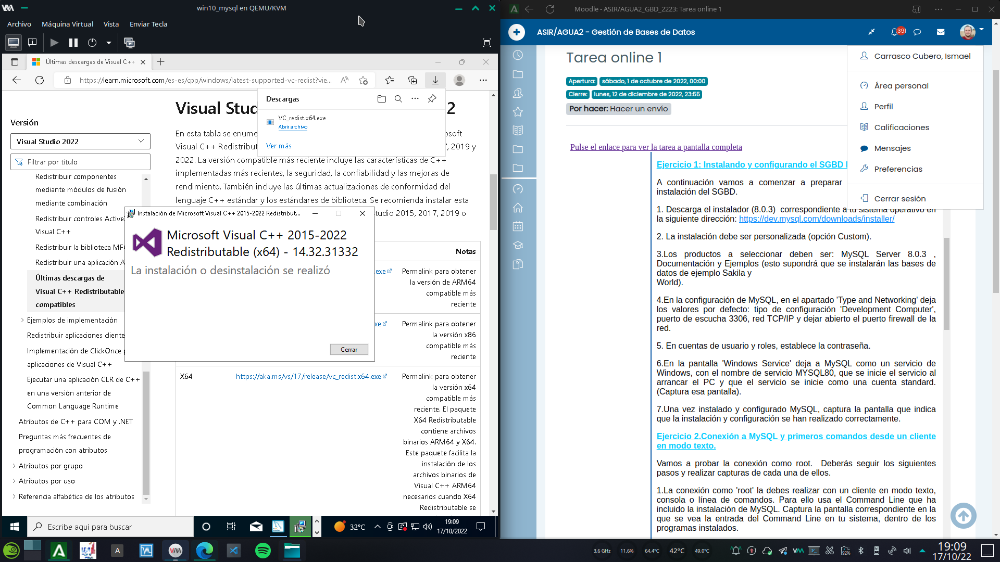 win10_mysql en QEMU/KVM
Archivo Máquina Virtual Vista Enviar Tecla
Últimas descargas de Visual C++
https://learn.microsoft.com/es-es/cpp/windows/latest-supported-vc-redist?vie...
Descargas
VC_redist.x64.exe
Abrir archivo
Ver más
Versión
Visual Studio 2022
Filtrar por título
Redistribuir componentes
mediante módulos de fusión
mediante combinación
Redistribuir controles Active
Visual C++
Redistribuir la biblioteca MF
Redistribuir una aplicación A
Últimas descargas de
Visual C++ Redistributable
compatibles
Ejemplos de implementación
Redistribuir aplicaciones cliente
Implementación de ClickOnce p
aplicaciones de Visual C++
Ejecutar una aplicación CLR de C++
en una versión anterior de
Common Language Runtime
Atributos de C++ para COM y .NET
Preguntas más frecuentes de
programación con atributos
Atributos por grupo
Atributos por uso
Referencia alfabética de los atributos
Visual Stud 2
En esta tabla se enume osoft
Visual C++ Redistribut 7, 2019 y
2022. La versión compatible más reciente incluye las características de C++
implementadas más recientes, la seguridad, la confiabilidad y las mejoras de
rendimiento. También incluye las últimas actualizaciones de conformidad del
lenguaje C++ estándar y los estándares de biblioteca. Se recomienda instalar esta
tudio 2015, 2017, 2019 o
Instalación de Microsoft Visual C++ 2015-2022 Redistribut...
Microsoft Visual C++ 2015-2022
Redistributable (x64) - 14.32.31332
La instalación o desinstalación se realizó
Cerrar
Notas
.exe Permalink para obtener
la versión de ARM64
compatible más
reciente
xe Permalink para obtener
la versión x86
compatible más
reciente
X64 https://aka.ms/vs/17/release/vc_redist.x64.exe Permalink para obtener
la versión x64
compatible más
reciente. El paquete
X64 Redistributable
contiene archivos
binarios ARM64 y X64.
Este paquete facilita la
instalación de los
archivos binarios de
Visual C++ ARM64
necesarios cuando X64
Redistributable se
Escribe aquí para buscar
32°C
19:09
17/10/2022
Moodle - ASIR/AGUA2_GBD_2223: Tarea online 1
ASIR/AGUA2 - Gestión de Bases de Datos
391
Tarea online 1
Apertura: sábado, 1 de octubre de 2022, 00:00
Cierre: lunes, 12 de diciembre de 2022, 23:55
Por hacer: Hacer un envío
Carrasco Cubero, Ismael
Área personal
Perfil
Calificaciones
Mensajes
Preferencias
Cerrar sesión
Pulse el enlace para ver la tarea a pantalla completa
Ejercicio 1: Instalando y configurando el SGBD
A continuación vamos a comenzar a preparar
instalación del SGBD.
1. Descarga el instalador (8.0.3) correspondiente a tu sistema operativo en
la siguiente dirección: https://dev.mysql.com/downloads/installer/
2. La instalación debe ser personalizada (opción Custom).
3.Los productos a seleccionar deben ser: MySQL Server 8.0.3 ,
Documentación y Ejemplos (esto supondrá que se instalarán las bases de
datos de ejemplo Sakila y
World).
4.En la configuración de MySQL, en el apartado 'Type and Networking' deja
los valores por defecto: tipo de configuración 'Development Computer',
puerto de escucha 3306, red TCP/IP y dejar abierto el puerto firewall de la
red.
5. En cuentas de usuario y roles, establece la contraseña.
6.En la pantalla 'Windows Service' deja a MySQL como un servicio de
Windows, con el nombre de servicio MYSQL80, que se inicie el servicio al
arrancar el PC y que el servicio se inicie como una cuenta standard.
(Captura esa pantalla).
7.Una vez instalado y configurado MySQL, captura la pantalla que indica
que la instalación y configuración se han realizado correctamente.
Ejercicio 2.Conexión a MySQL y primeros comandos desde un cliente
en modo texto.
Vamos a probar la conexión como root. Deberás seguir los siguientes
pasos y realizar capturas de cada una de ellos.
1.La conexión como 'root' la debes realizar con un cliente en modo texto,
consola o línea de comandos. Para ello usa el Command Line que ha
incluido la instalación de MySQL. Captura la pantalla correspondiente en la
que se vea la entrada del Command Line en tu sistema, dentro de los
programas instalados.
3,6 GHz 11,6% 64,4°C 42°C 49,0°C
92%
19:09
17/10/22